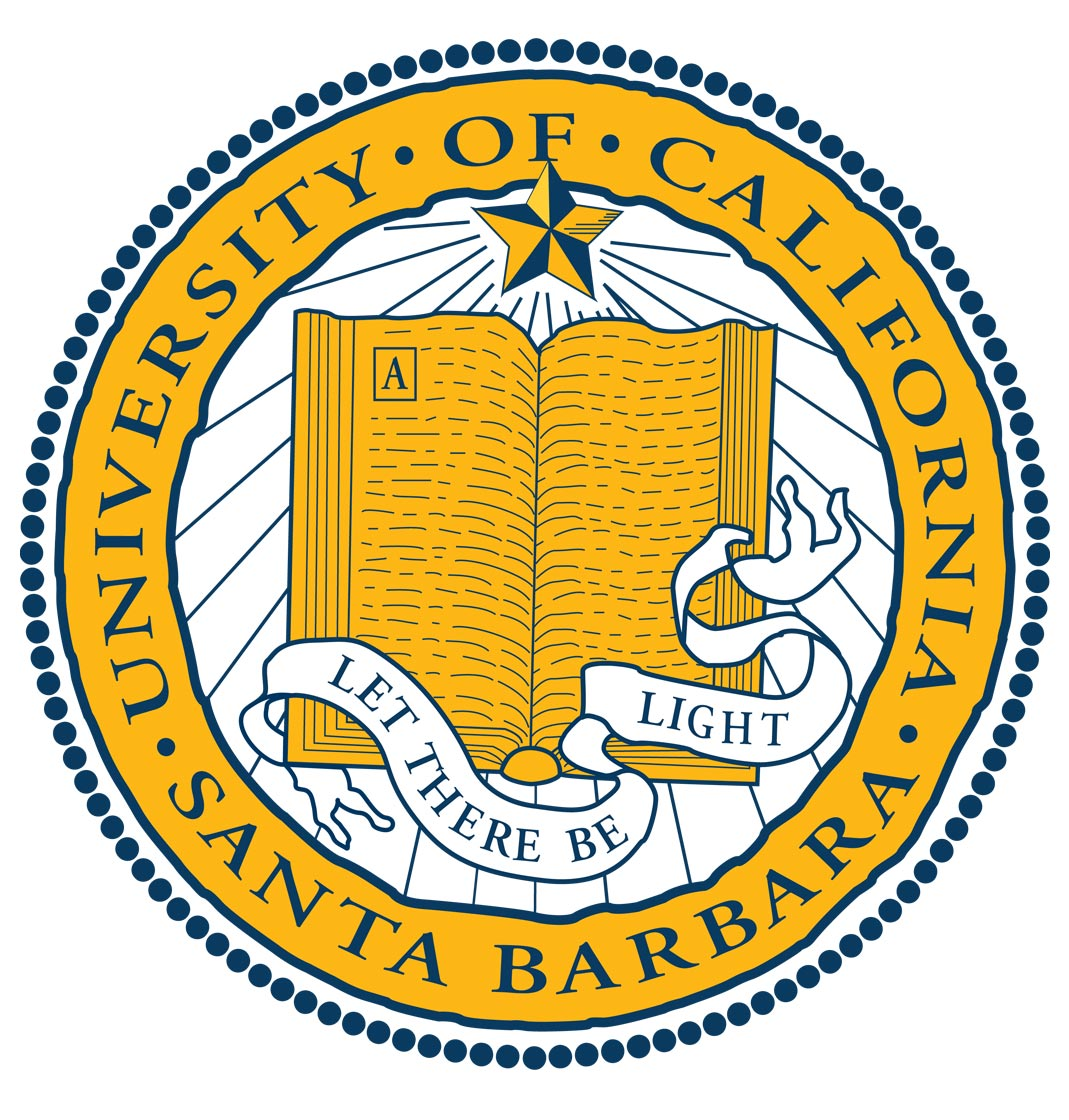 UNIVERSITY · OF · CALIFORNIA
· SANTA BARBARA ·
A
LET THERE BE
LIGHT